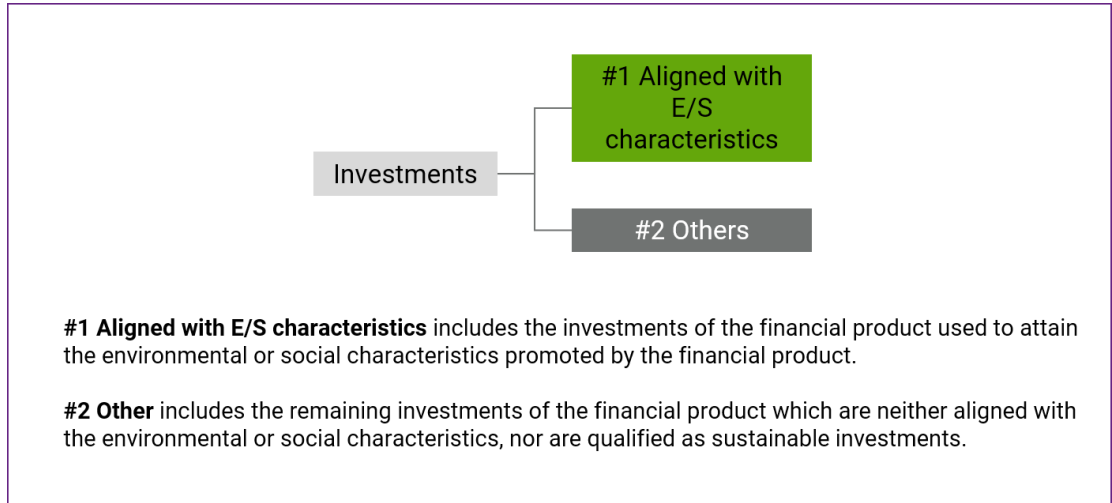 #1 Aligned with
E/S
characteristics
Investments
#2 Others
#1 Aligned with E/S characteristics includes the investments of the financial product used to attain
the environmental or social characteristics promoted by the financial product.
#2 Other includes the remaining investments of the financial product which are neither aligned with
the environmental or social characteristics, nor are qualified as sustainable investments.